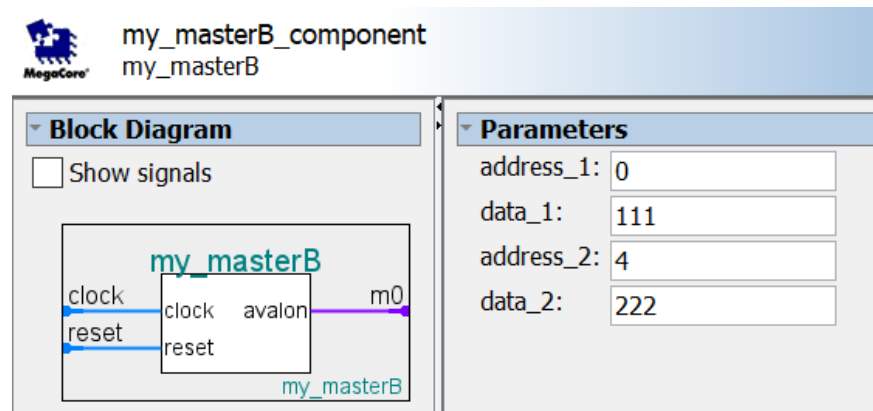 my_masterB_component
MegaCore®
my_masterB
Block Diagram
Show signals
my_masterB
clock
clock
avalon
m0
reset
reset
my_masterB
Parameters
address_1: 0
data_1: 111
address_2: 4
data_2: 222